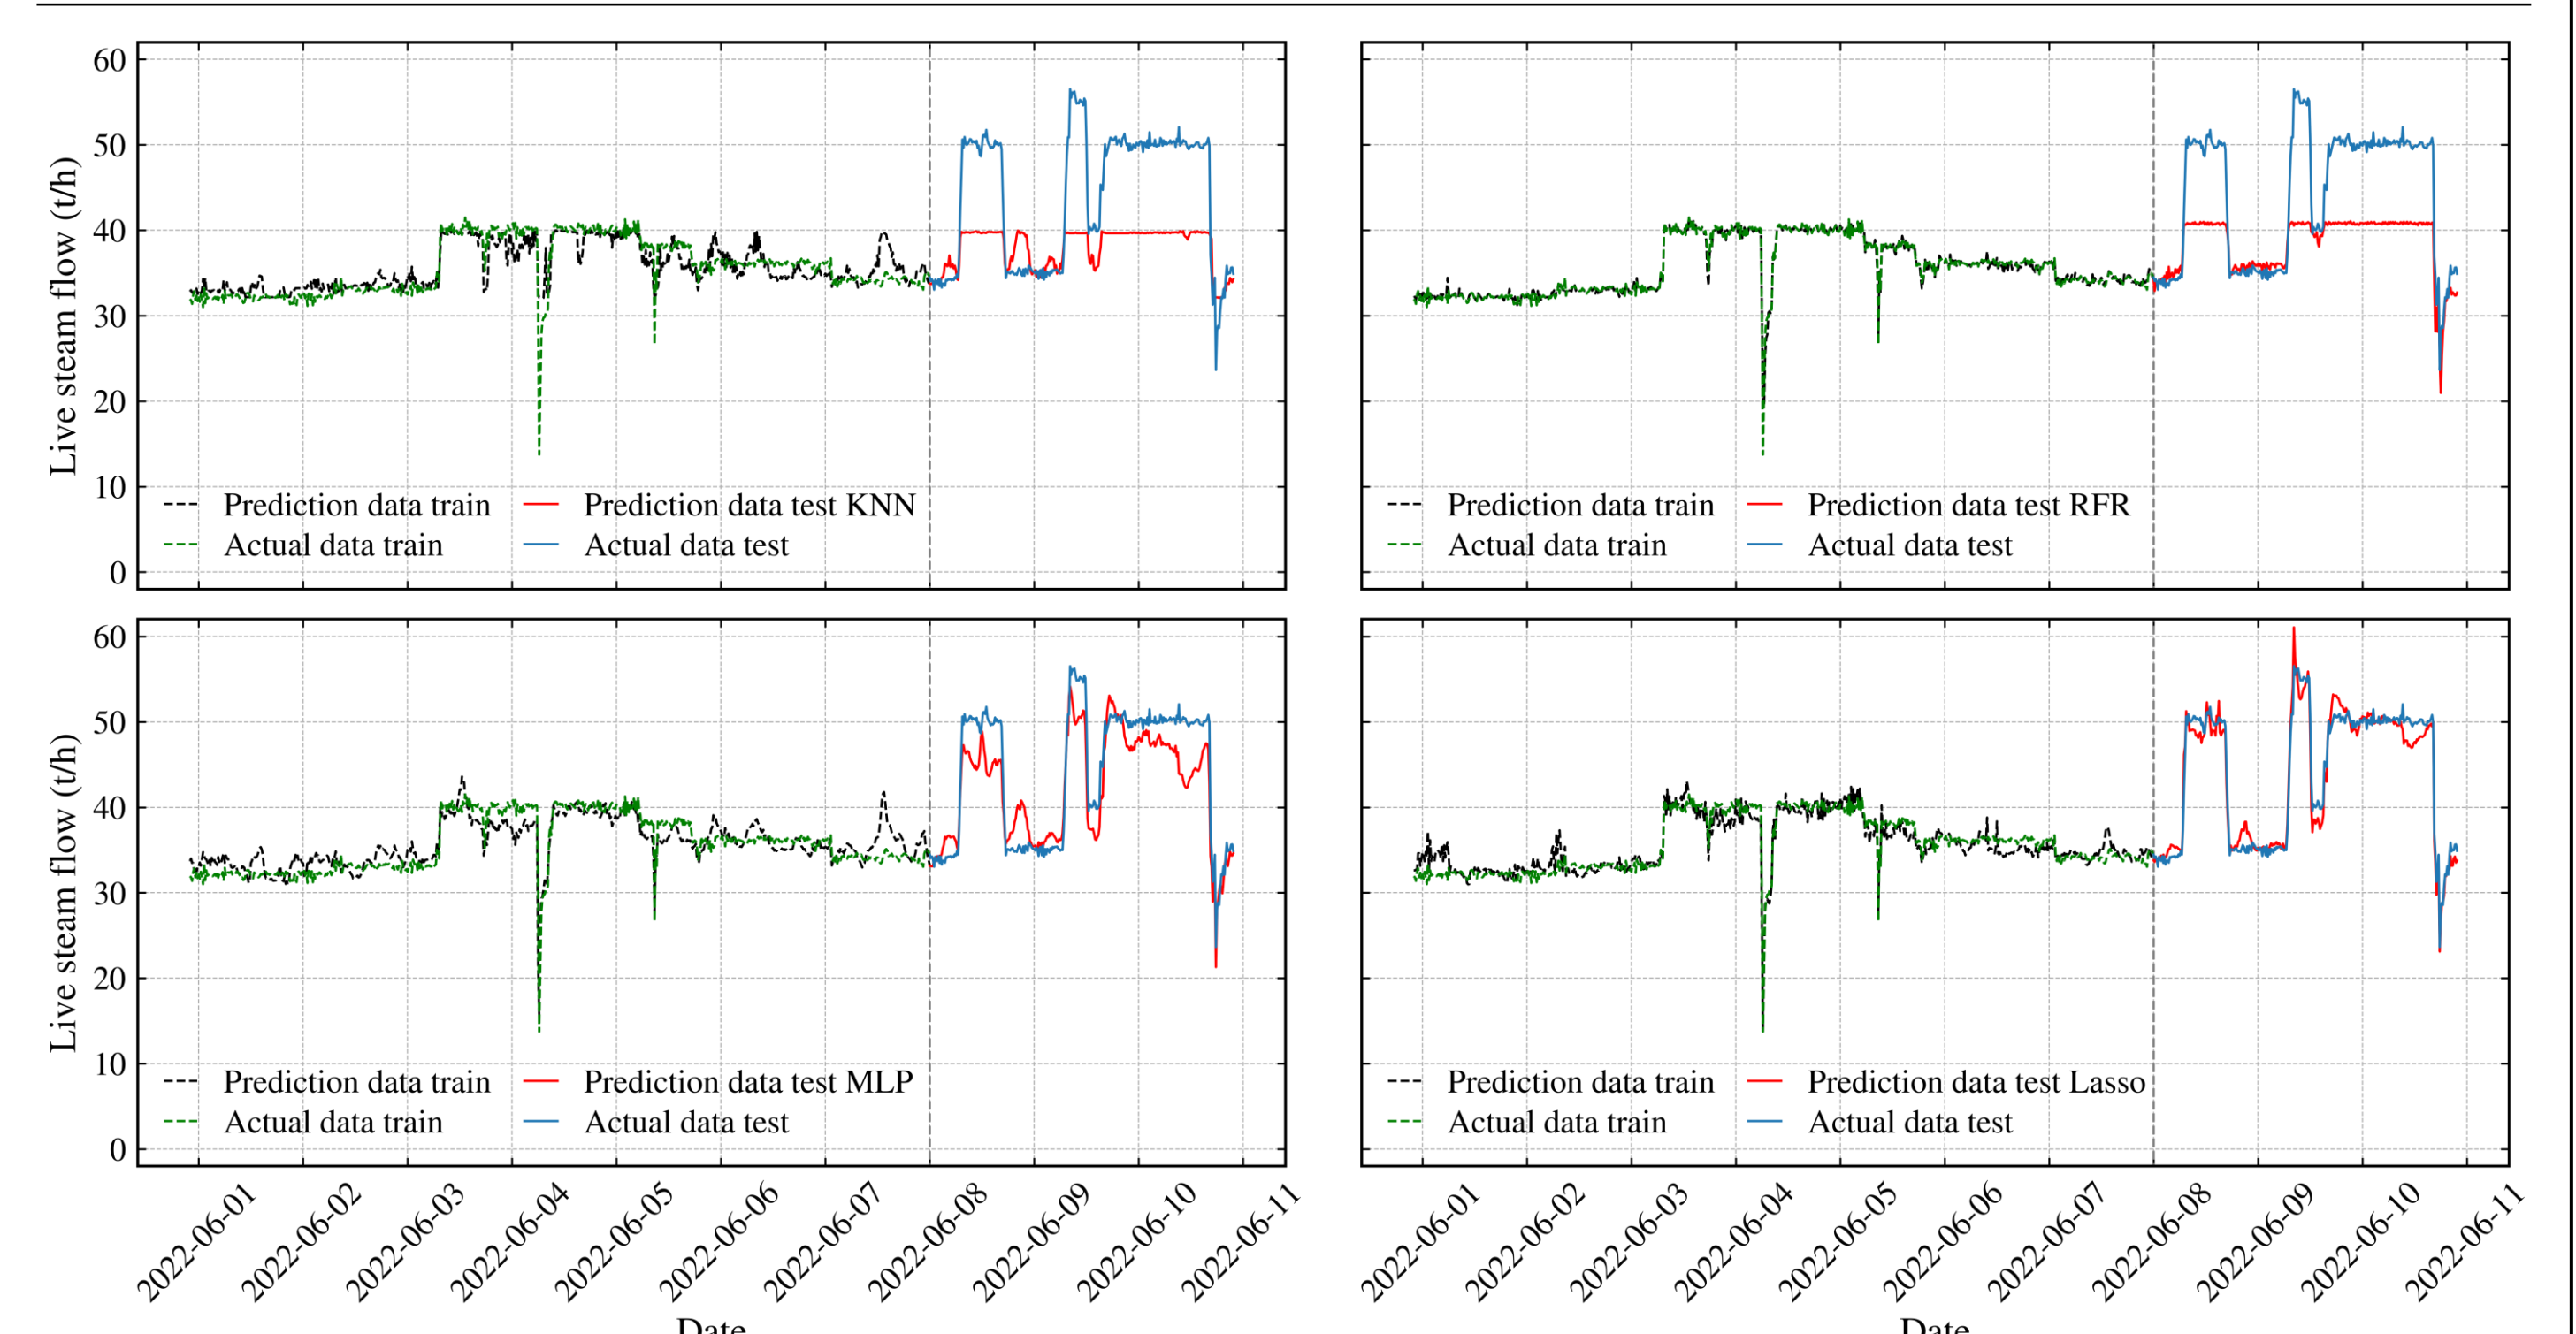 60
50
40
30
20
10
0
Live steam flow (t/h)
Prediction data train
Actual data train
Prediction data test KNN
Actual data test
Prediction data train
Actual data train
Prediction data test RFR
Actual data test
60
50
40
30
20
10
0
Live steam flow (t/h)
Prediction data train
Actual data train
Prediction data test MLP
Actual data test
Prediction data train
Actual data train
Prediction data test Lasso
Actual data test
2022-06-01
2022-06-02
2022-06-03
2022-06-04
2022-06-05
2022-06-06
2022-06-07
2022-06-08
2022-06-09
2022-06-10
2022-06-11
Date
2022-06-01
2022-06-02
2022-06-03
2022-06-04
2022-06-05
2022-06-06
2022-06-07
2022-06-08
2022-06-09
2022-06-10
2022-06-11
Date